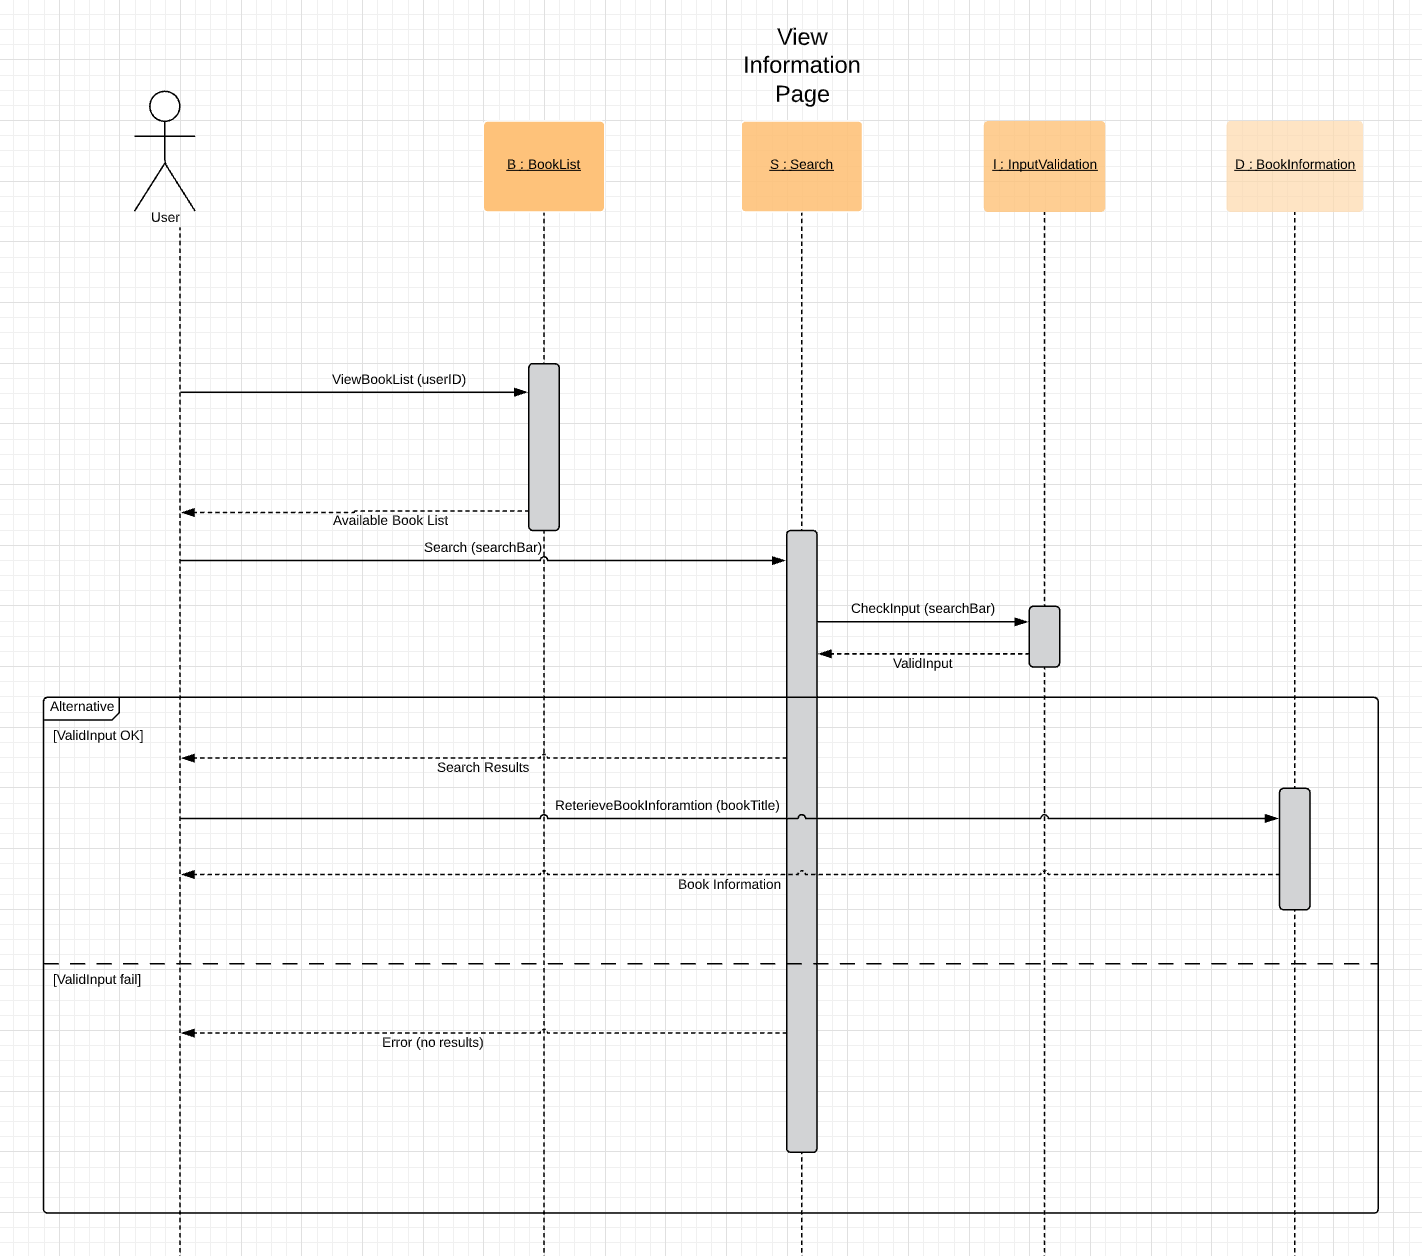 View
Information
Page
User
B : BookList
S : Search
I : InputValidation
D : BookInformation
ViewBookList (userID)
Available Book List
Search (searchBar)
CheckInput (searchBar)
ValidInput
Alternative
[ValidInput OK]
Search Results
ReterieveBookInforamtion (bookTitle)
Book Information
[ValidInput fail]
Error (no results)